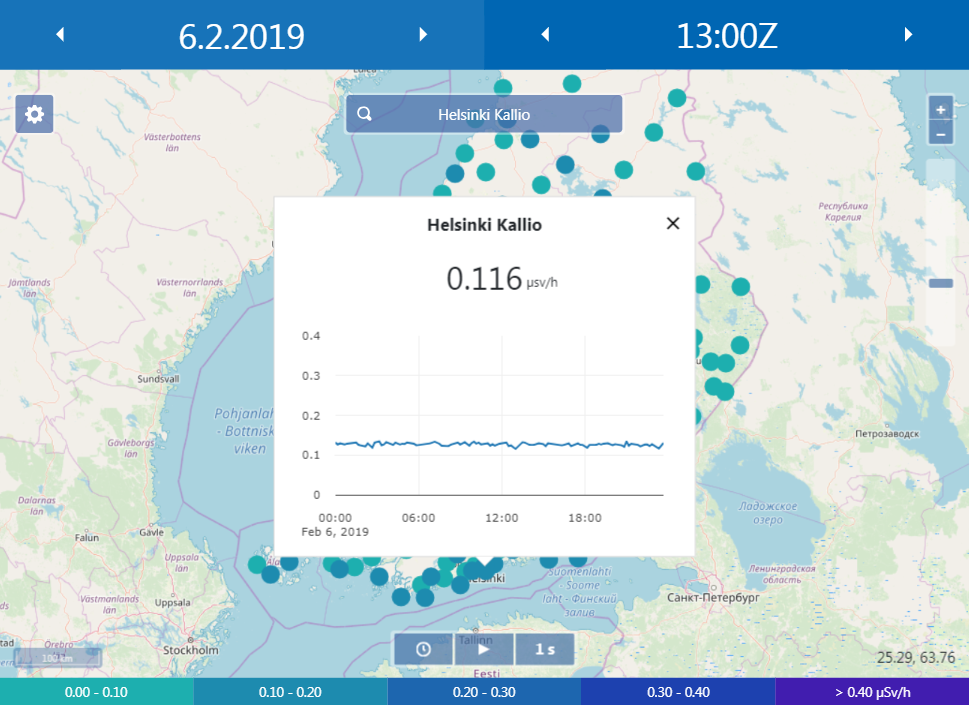 6.2.2019
13:00Z
Helsinki Kallio
+
−
Västerbottens
län
Республика
Карелия
Helsinki Kallio
0.116 µsv/h
Jämtlands
län
Västernorrlands
län
0.4
0.3
0.2
0.1
0
00:00
06:00
12:00
18:00
Feb 6, 2019
Sundsvall
- Bottnisk
viken
Gävleborgs
län
Петрозаводск
Dalarnas
län
Ладожское
озеро
Falun
Gävle
Uppsala
län
Suomenlahti
Soome
laht - Финский
залив
Ленинградская
область
Санкт-Петербург
Västmanlands
län
Uppsala
Örebro
Stockholm
Tallinn
Eesti
100 km
1 s
25.29, 63.76
0.00 - 0.10
0.10 - 0.20
0.20 - 0.30
0.30 - 0.40
> 0.40 µSv/h